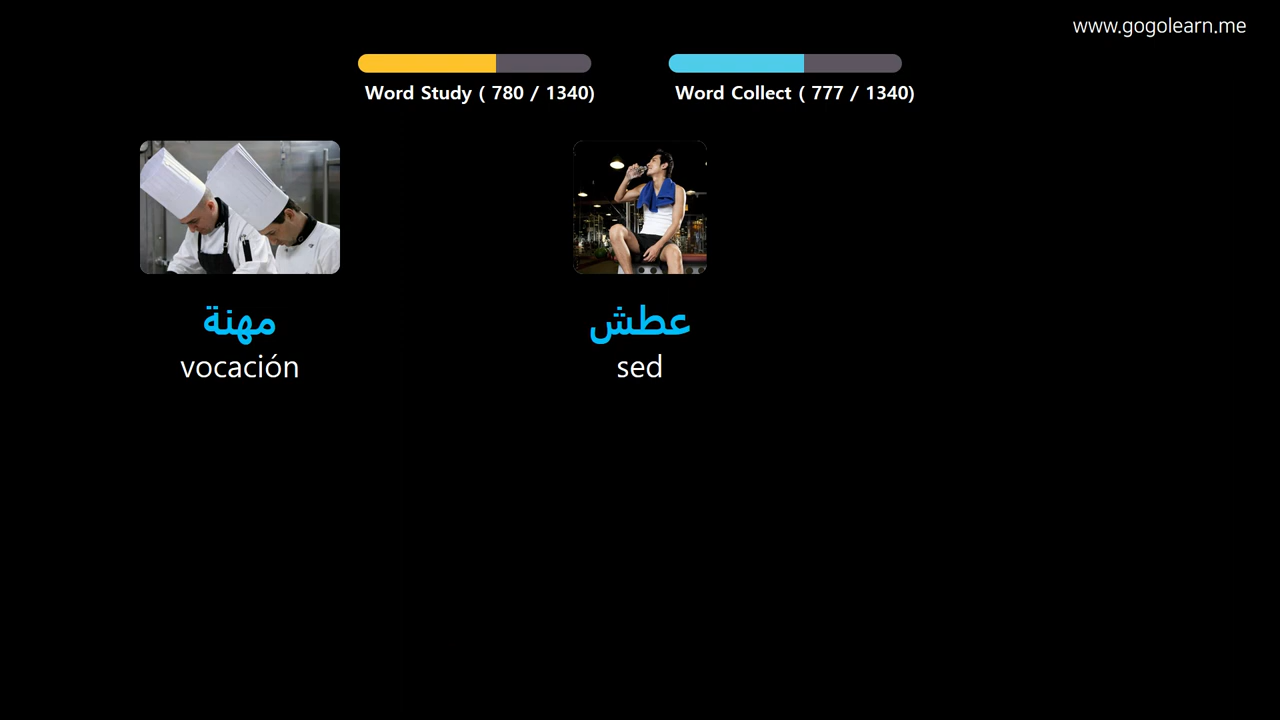 www.gogolearn.me
Word Study ( 780 / 1340)
Word Collect ( 777 / 1340)
مهنة
vocación
عطش
sed